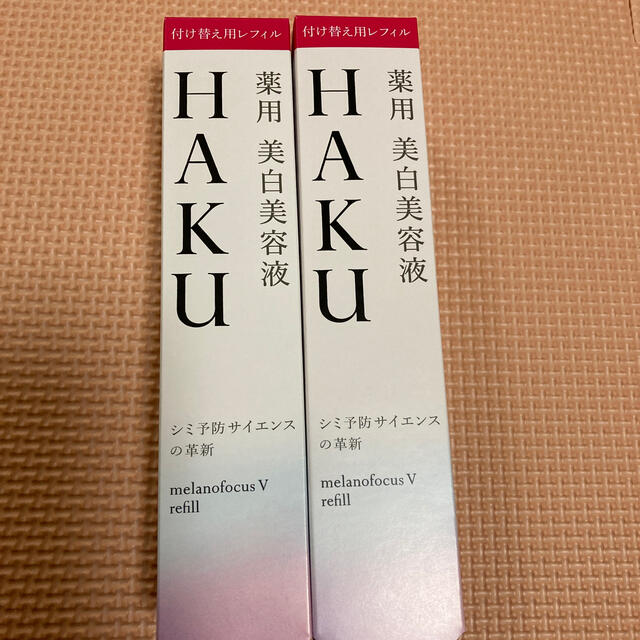 付け替え用レフィル
HAKU
薬用 美白美容液
シミ予防サイエンス
の革新
melanofocus V
refill
付け替え用レフィル
HAKU
薬用 美白美容液
シミ予防サイエンス
の革新
melanofocus V
refill